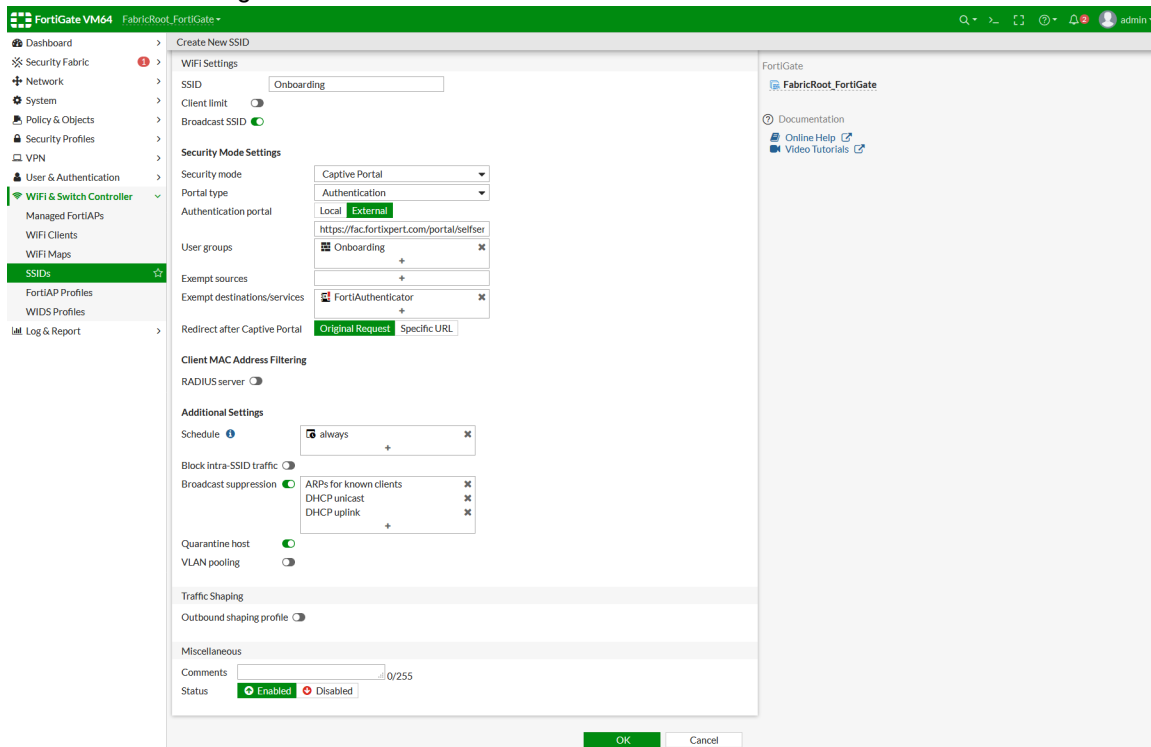 FortiGate VM64 FabricRoot_FortiGate
2 admin
Dashboard
Security Fabric 1
Network
System
Policy & Objects
Security Profiles
VPN
User & Authentication
WiFi & Switch Controller
Managed FortiAPs
WiFi Clients
WiFi Maps
SSIDs
FortiAP Profiles
WIDS Profiles
Log & Report
Create New SSID
WiFi Settings
SSID Onboarding
Client limit
Broadcast SSID
Security Mode Settings
Security mode Captive Portal
Portal type Authentication
Authentication portal Local External
https://fac.fortixpert.com/portal/selfser
User groups Onboarding
+
Exempt sources +
Exempt destinations/services FortiAuthenticator
+
Redirect after Captive Portal Original Request Specific URL
Client MAC Address Filtering
RADIUS server
Additional Settings
Schedule always
+
Block intra-SSID traffic
Broadcast suppression ARPs for known clients
DHCP unicast
DHCP uplink
+
Quarantine host
VLAN pooling
Traffic Shaping
Outbound shaping profile
Miscellaneous
Comments 0/255
Status Enabled Disabled
OK Cancel
FortiGate
FabricRoot_FortiGate
Documentation
Online Help
Video Tutorials